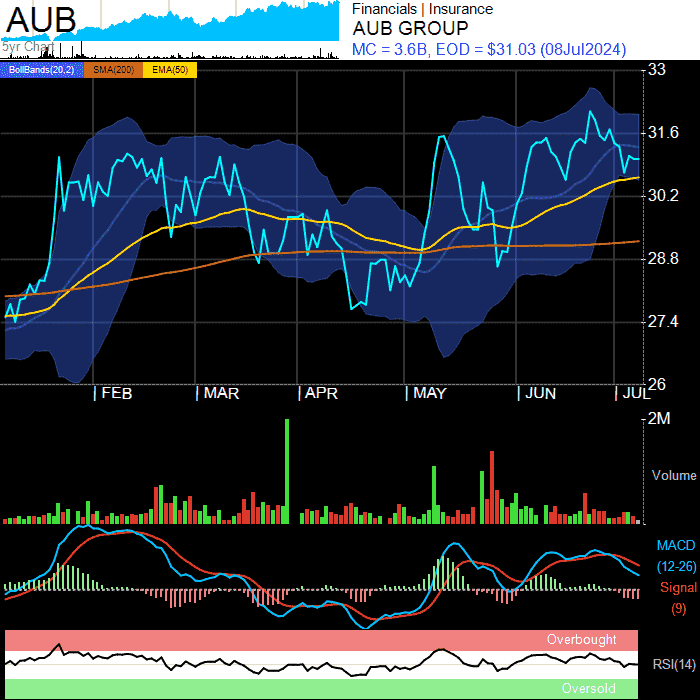 AUB
5yr Chart
Financials | Insurance
AUB GROUP
MC = 3.6B, EOD = $31.03 (08Jul2024)
BollBands(20,2) SMA(200) EMA(50)
33
31.6
30.2
28.8
27.4
26
FEB MAR APR MAY JUN JUL
2M
Volume
MACD
(12-26)
Signal
(9)
Overbought
RSI(14)
Oversold